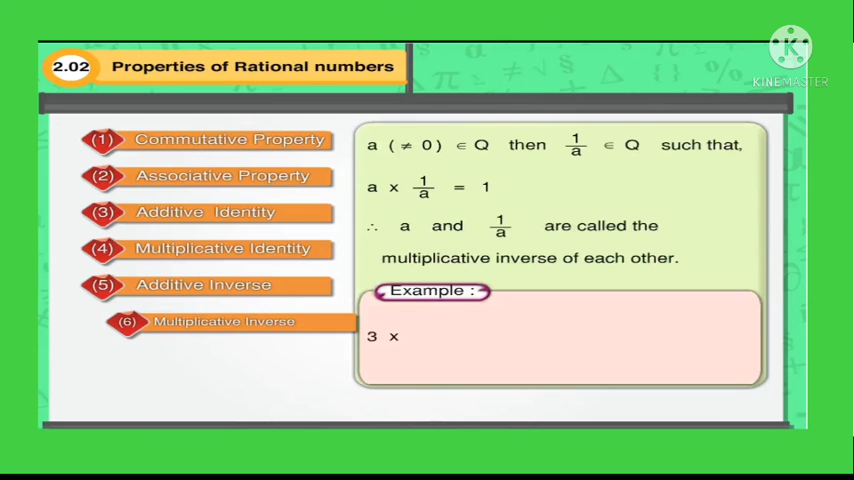 2.02 Properties of Rational numbers
K
KINEMASTER
(1) Commutative Property
(2) Associative Property
(3) Additive Identity
(4) Multiplicative Identity
(5) Additive Inverse
(6) Multiplicative Inverse
a ( ≠ 0 ) ∈ Q then 1/a ∈ Q such that,
a x 1/a = 1
∴ a and 1/a are called the
multiplicative inverse of each other.
Example :
3 x